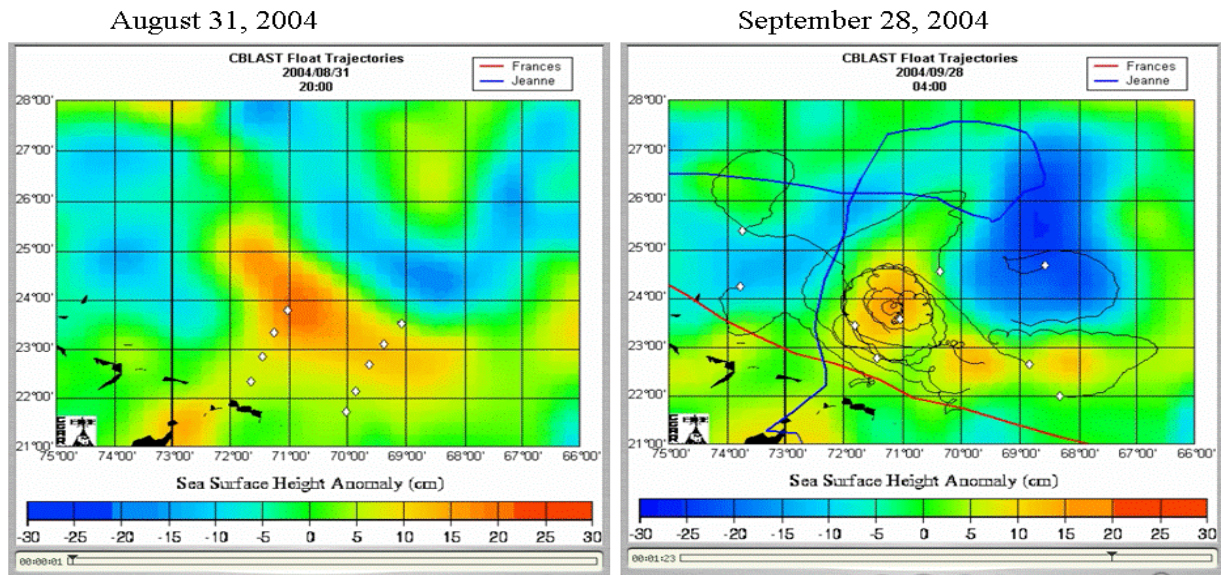 August 31, 2004
CBLAST Float Trajectories
2004/08/31
20:00
Frances
Jeanne
28°00'
27°00'
26°00'
25°00'
24°00'
23°00'
22°00'
21°00'
75°00' 74°00' 73°00' 72°00' 71°00' 70°00' 69°00' 68°00' 67°00' 66°00'
Sea Surface Height Anomaly (cm)
-30 -25 -20 -15 -10 -5 0 5 10 15 20 25 30
00:00:01
September 28, 2004
CBLAST Float Trajectories
2004/09/28
04:00
Frances
Jeanne
28°00'
27°00'
26°00'
25°00'
24°00'
23°00'
22°00'
21°00'
75°00' 74°00' 73°00' 72°00' 71°00' 70°00' 69°00' 68°00' 67°00' 66°00'
Sea Surface Height Anomaly (cm)
-30 -25 -20 -15 -10 -5 0 5 10 15 20 25 30
00:01:23